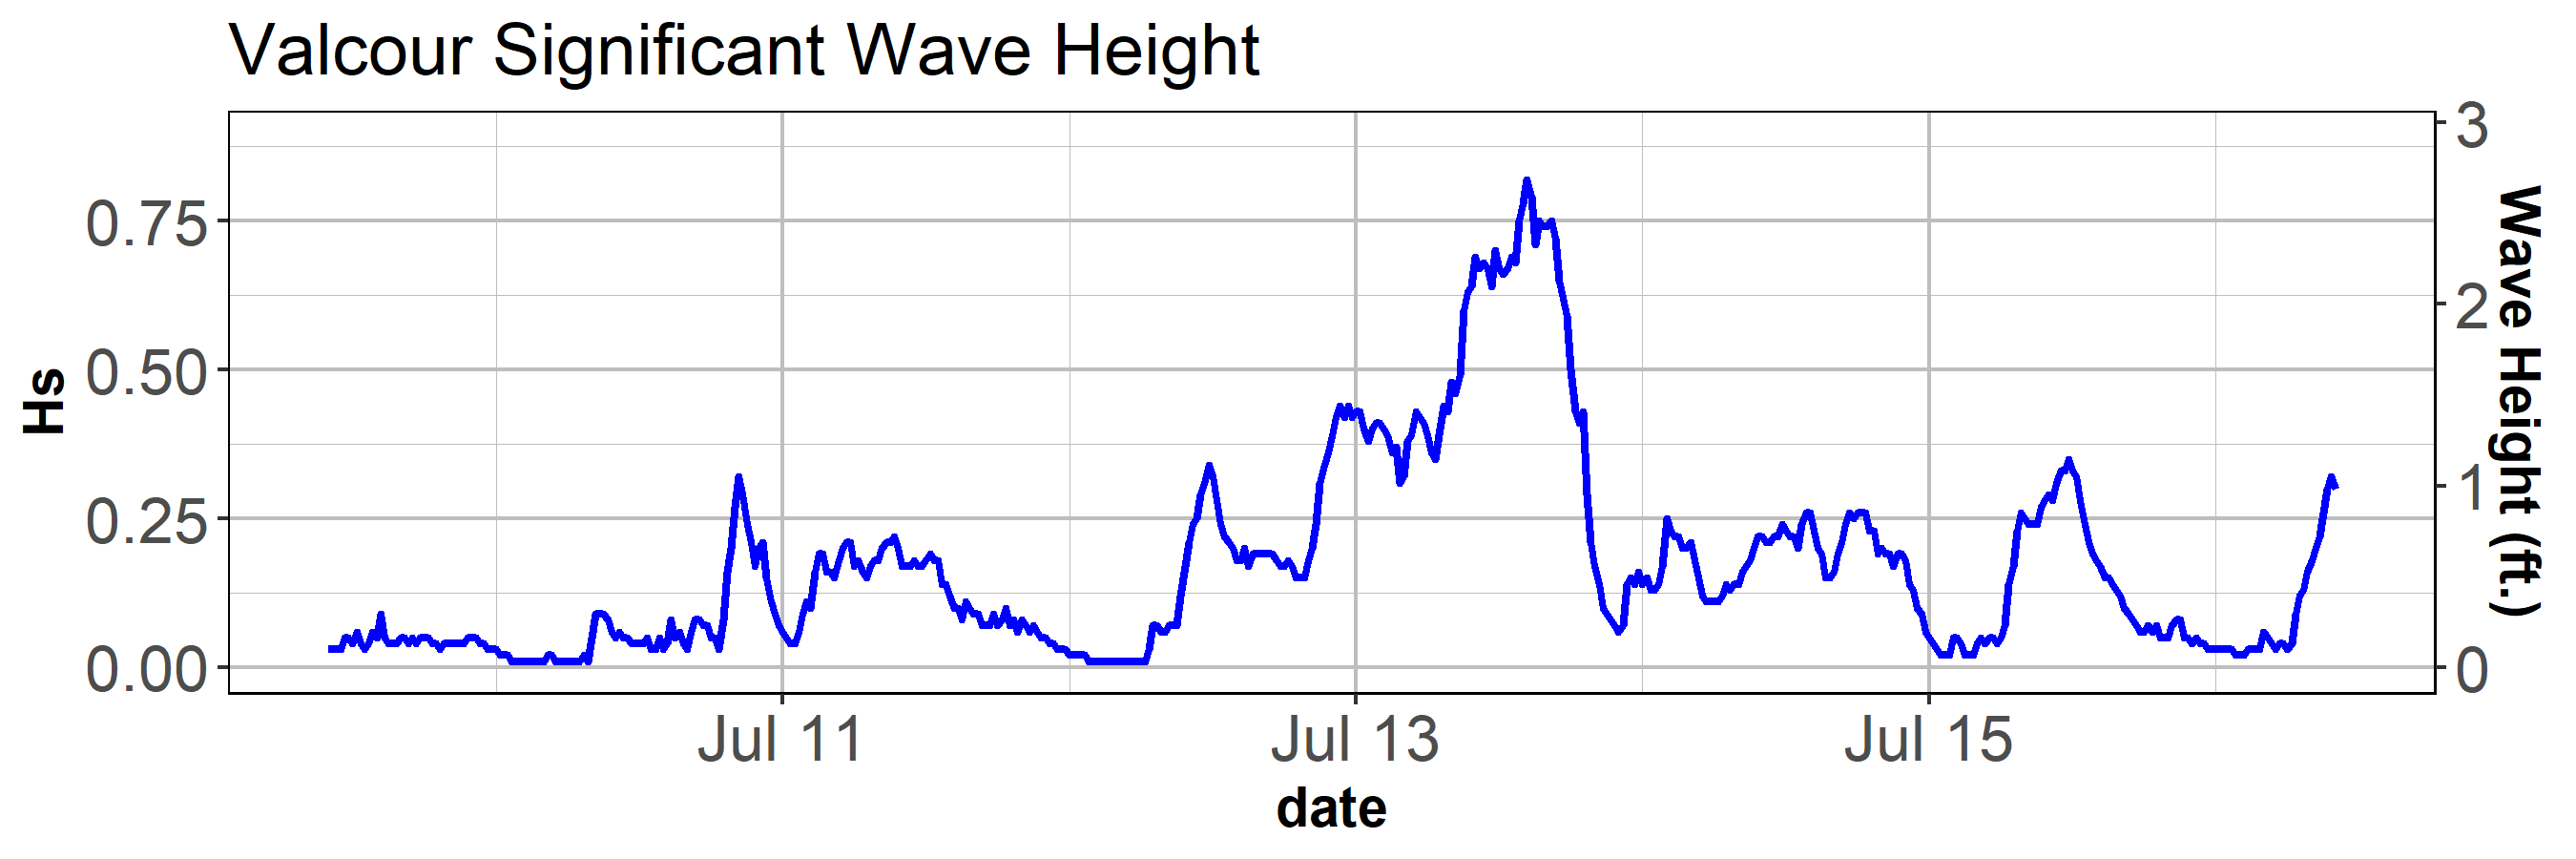 Valcour Significant Wave Height
Hs
0.75
0.50
0.25
0.00
3
2
1
0
Wave Height (ft.)
Jul 11
Jul 13
Jul 15
date